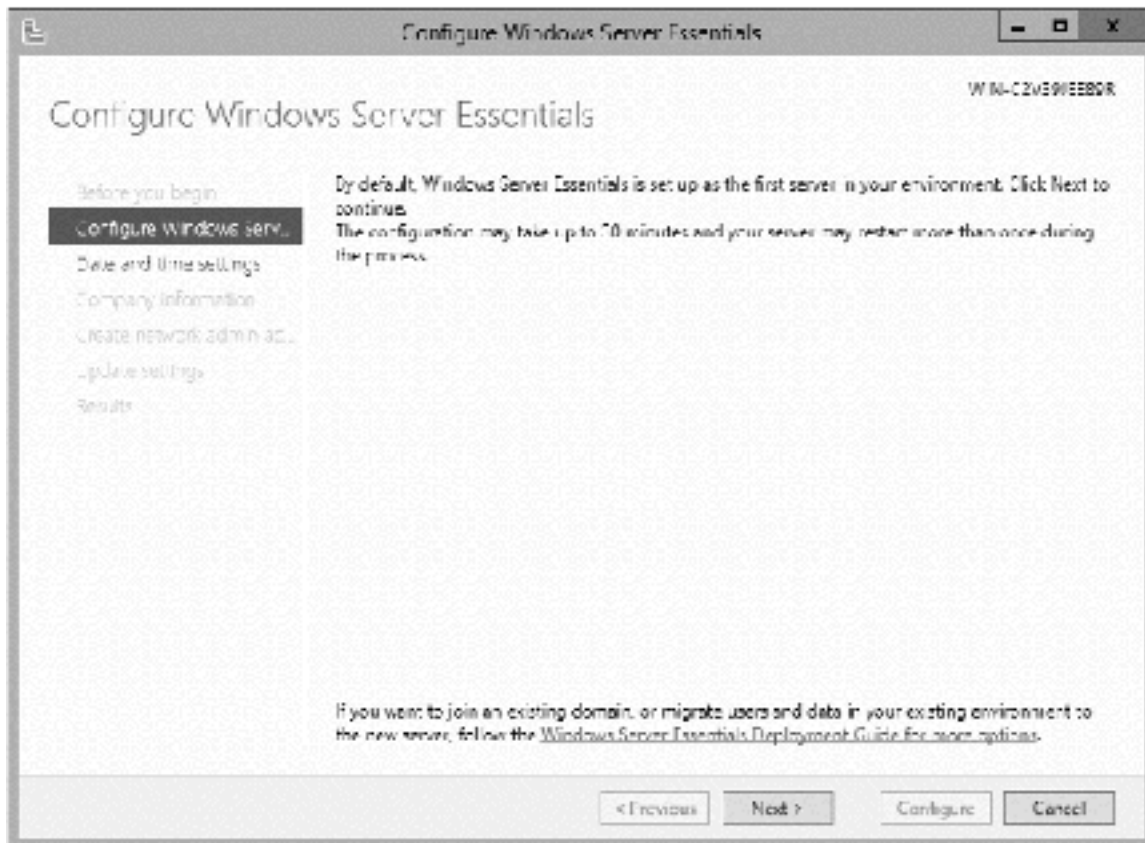 Configure Windows Server Essentials
Configure Windows Server Essentials
Before you begin
Configure Windows Serv...
Date and time settings
Company information
Create network admin ac...
Update settings
Results
By default, Windows Server Essentials is set up as the first server in your environment. Click Next to
continue.
The configuration may take up to 30 minutes and your server may restart more than once during
the process.
If you want to join an existing domain, or migrate users and data in your existing environment to
the new server, follow the Windows Server Essentials Deployment Guide for more options.
< Previous
Next >
Configure
Cancel